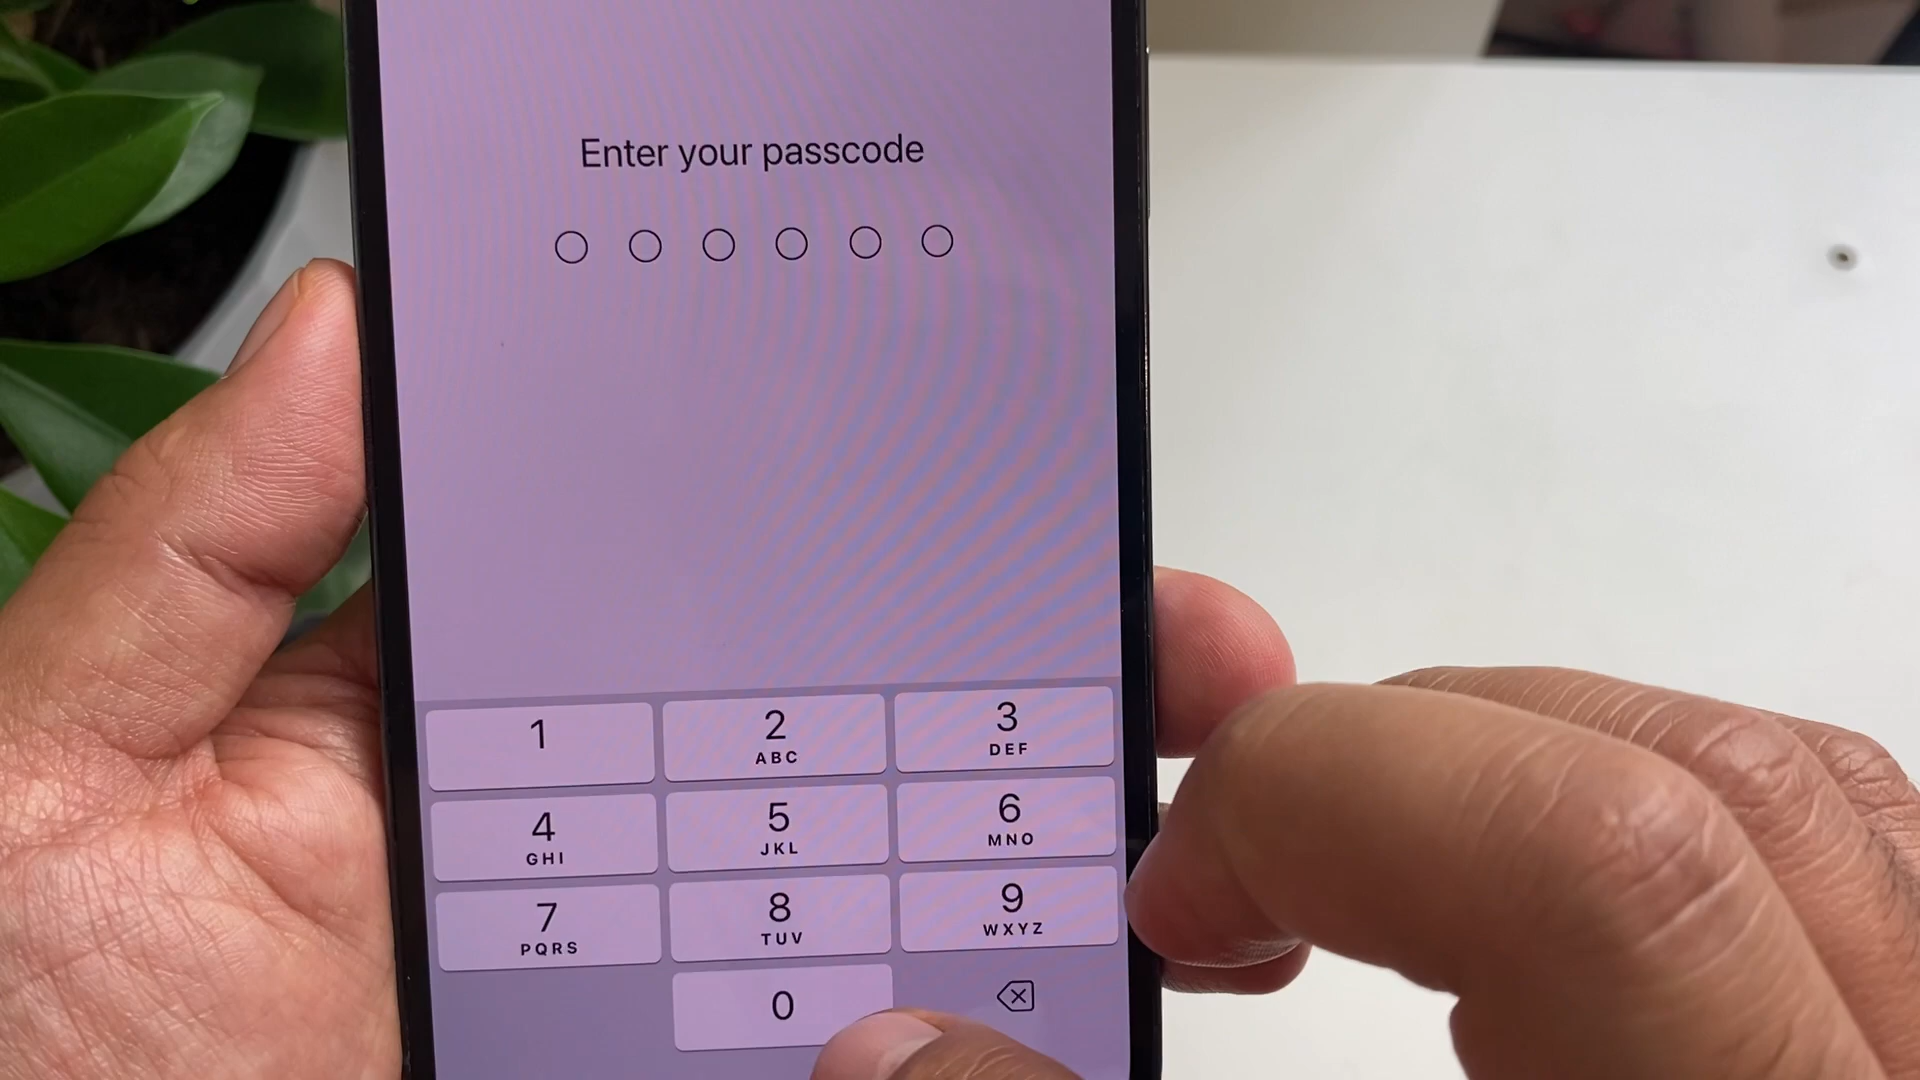 Enter your passcode
1 2 3
ABC DEF
4 5 6
GHI JKL MNO
7 8 9
PQRS TUV WXYZ
0